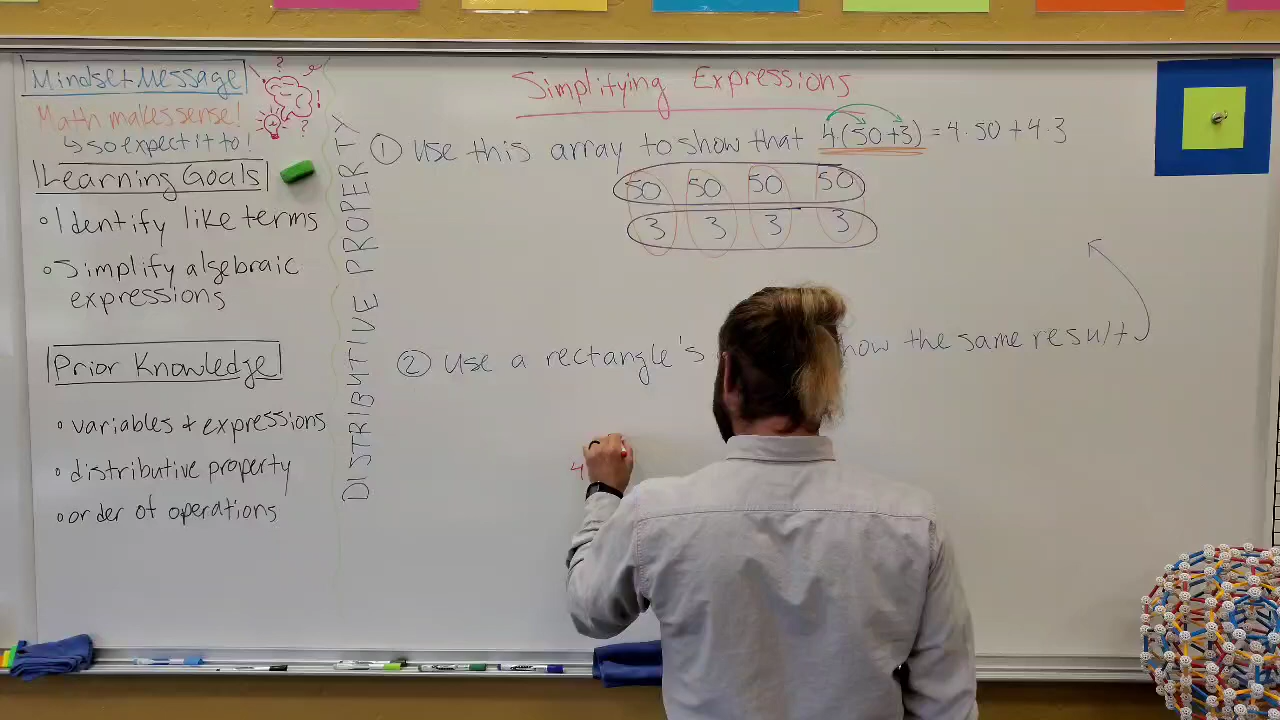 Mindset Message
Math makes sense!
↳ so expect it to!
Learning Goals
• Identify like terms
• Simplify algebraic
expressions
Prior Knowledge
• variables + expressions
• distributive property
• order of operations
DISTRIBUTIVE PROPERTY
Simplifying Expressions
① Use this array to show that 4(50+3) = 4·50 + 4·3
50 50 50 50
3 3 3 3
② Use a rectangle's how the same result
4